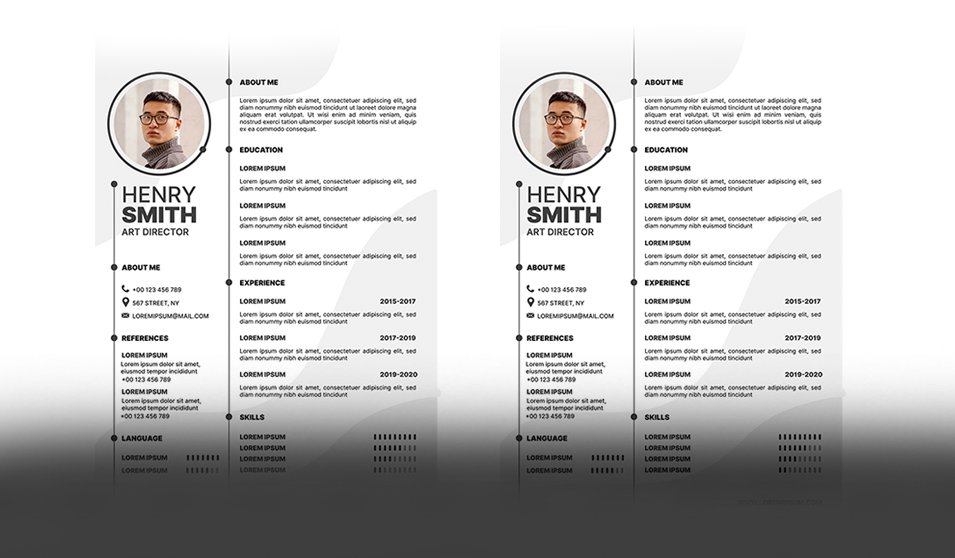 HENRY
SMITH
ART DIRECTOR
ABOUT ME
+00 123 456 789
567 STREET, NY
LOREMIPSUM@MAIL.COM
REFERENCES
LOREM IPSUM
Lorem ipsum dolor sit amet,
eiusmod tempor incididunt
+00 123 456 789
LOREM IPSUM
Lorem ipsum dolor sit amet,
eiusmod tempor incididunt
+00 123 456 789
LANGUAGE
LOREM IPSUM
LOREM IPSUM
ABOUT ME
Lorem ipsum dolor sit amet, consectetuer adipiscing elit, sed
diam nonummy nibh euismod tincidunt ut laoreet dolore magna
aliquam erat volutpat. Ut wisi enim ad minim veniam, quis
nostrud exerci tation ullamcorper suscipit lobortis nisl ut aliquip
ex ea commodo consequat.
EDUCATION
LOREM IPSUM
Lorem ipsum dolor sit amet, consectetuer adipiscing elit, sed
diam nonummy nibh euismod tincidunt
LOREM IPSUM
Lorem ipsum dolor sit amet, consectetuer adipiscing elit, sed
diam nonummy nibh euismod tincidunt
LOREM IPSUM
Lorem ipsum dolor sit amet, consectetuer adipiscing elit, sed
diam nonummy nibh euismod tincidunt
EXPERIENCE
LOREM IPSUM 2015-2017
Lorem ipsum dolor sit amet, consectetuer adipiscing elit, sed
diam nonummy nibh euismod tincidunt
LOREM IPSUM 2017-2019
Lorem ipsum dolor sit amet, consectetuer adipiscing elit, sed
diam nonummy nibh euismod tincidunt
LOREM IPSUM 2019-2020
Lorem ipsum dolor sit amet, consectetuer adipiscing elit, sed
diam nonummy nibh euismod tincidunt
SKILLS
LOREM IPSUM
LOREM IPSUM
LOREM IPSUM
LOREM IPSUM
HENRY
SMITH
ART DIRECTOR
ABOUT ME
+00 123 456 789
567 STREET, NY
LOREMIPSUM@MAIL.COM
REFERENCES
LOREM IPSUM
Lorem ipsum dolor sit amet,
eiusmod tempor incididunt
+00 123 456 789
LOREM IPSUM
Lorem ipsum dolor sit amet,
eiusmod tempor incididunt
+00 123 456 789
LANGUAGE
LOREM IPSUM
LOREM IPSUM
ABOUT ME
Lorem ipsum dolor sit amet, consectetuer adipiscing elit, sed
diam nonummy nibh euismod tincidunt ut laoreet dolore magna
aliquam erat volutpat. Ut wisi enim ad minim veniam, quis
nostrud exerci tation ullamcorper suscipit lobortis nisl ut aliquip
ex ea commodo consequat.
EDUCATION
LOREM IPSUM
Lorem ipsum dolor sit amet, consectetuer adipiscing elit, sed
diam nonummy nibh euismod tincidunt
LOREM IPSUM
Lorem ipsum dolor sit amet, consectetuer adipiscing elit, sed
diam nonummy nibh euismod tincidunt
LOREM IPSUM
Lorem ipsum dolor sit amet, consectetuer adipiscing elit, sed
diam nonummy nibh euismod tincidunt
EXPERIENCE
LOREM IPSUM 2015-2017
Lorem ipsum dolor sit amet, consectetuer adipiscing elit, sed
diam nonummy nibh euismod tincidunt
LOREM IPSUM 2017-2019
Lorem ipsum dolor sit amet, consectetuer adipiscing elit, sed
diam nonummy nibh euismod tincidunt
LOREM IPSUM 2019-2020
Lorem ipsum dolor sit amet, consectetuer adipiscing elit, sed
diam nonummy nibh euismod tincidunt
SKILLS
LOREM IPSUM
LOREM IPSUM
LOREM IPSUM
LOREM IPSUM